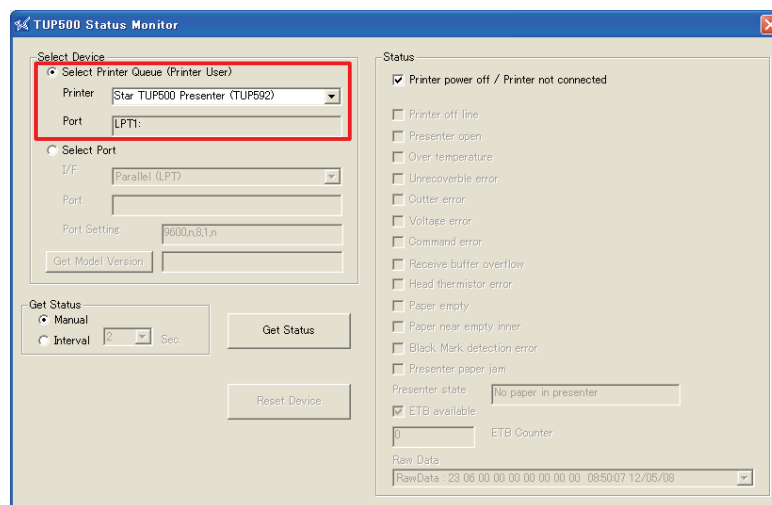 TUP500 Status Monitor
Select Device
Select Printer Queue (Printer User)
Printer
Star TUP500 Presenter (TUP592)
Port
LPT1:
Select Port
I/F
Parallel (LPT)
Port
Port Setting
9600,n,8,1,n
Get Model Version
Get Status
Manual
Interval
2
Sec.
Get Status
Reset Device
Status
Printer power off / Printer not connected
Printer off line
Presenter open
Over temperature
Unrecoverble error
Cutter error
Voltage error
Command error
Receive buffer overflow
Head thermistor error
Paper empty
Paper near empty inner
Black Mark detection error
Presenter paper jam
Presenter state
No paper in presenter
ETB available
0
ETB Counter
Raw Data
RawData : 23 06 00 00 00 00 00 00 00 08:50:07 12/05/08